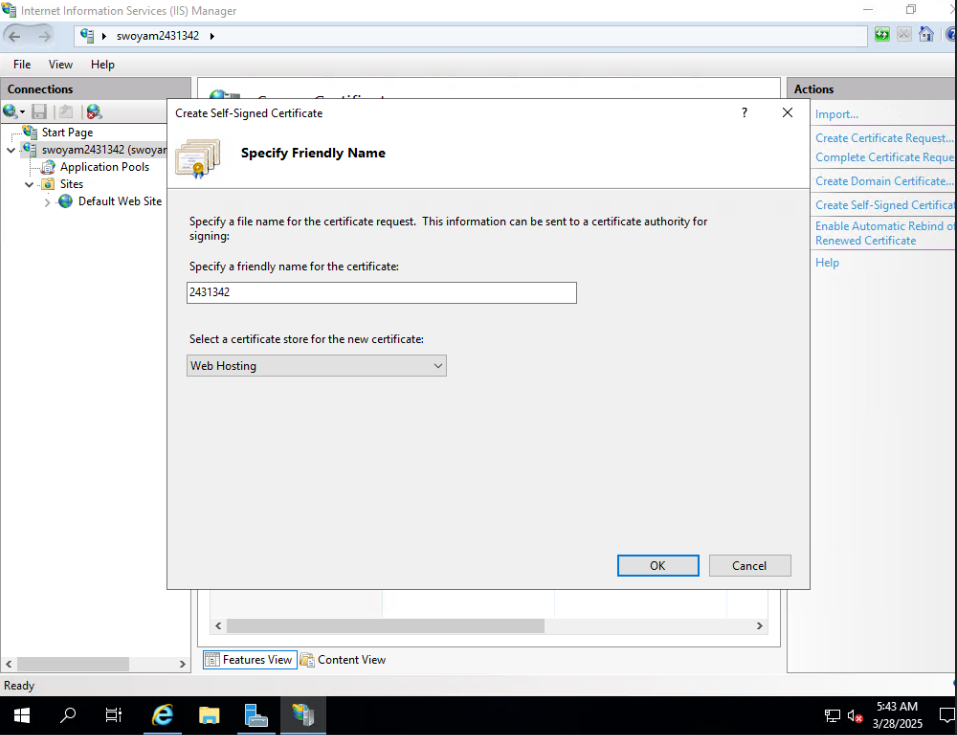 Internet Information Services (IIS) Manager
swoyam2431342
File View Help
Connections
Start Page
swoyam2431342 (swoyam
Application Pools
Sites
Default Web Site
Create Self-Signed Certificate
?
Specify Friendly Name
Specify a file name for the certificate request. This information can be sent to a certificate authority for
signing:
Specify a friendly name for the certificate:
2431342
Select a certificate store for the new certificate:
Web Hosting
OK Cancel
Features View Content View
Actions
Import...
Create Certificate Request...
Complete Certificate Reque
Create Domain Certificate...
Create Self-Signed Certificat
Enable Automatic Rebind of
Renewed Certificate
Help
Ready
5:43 AM
3/28/2025